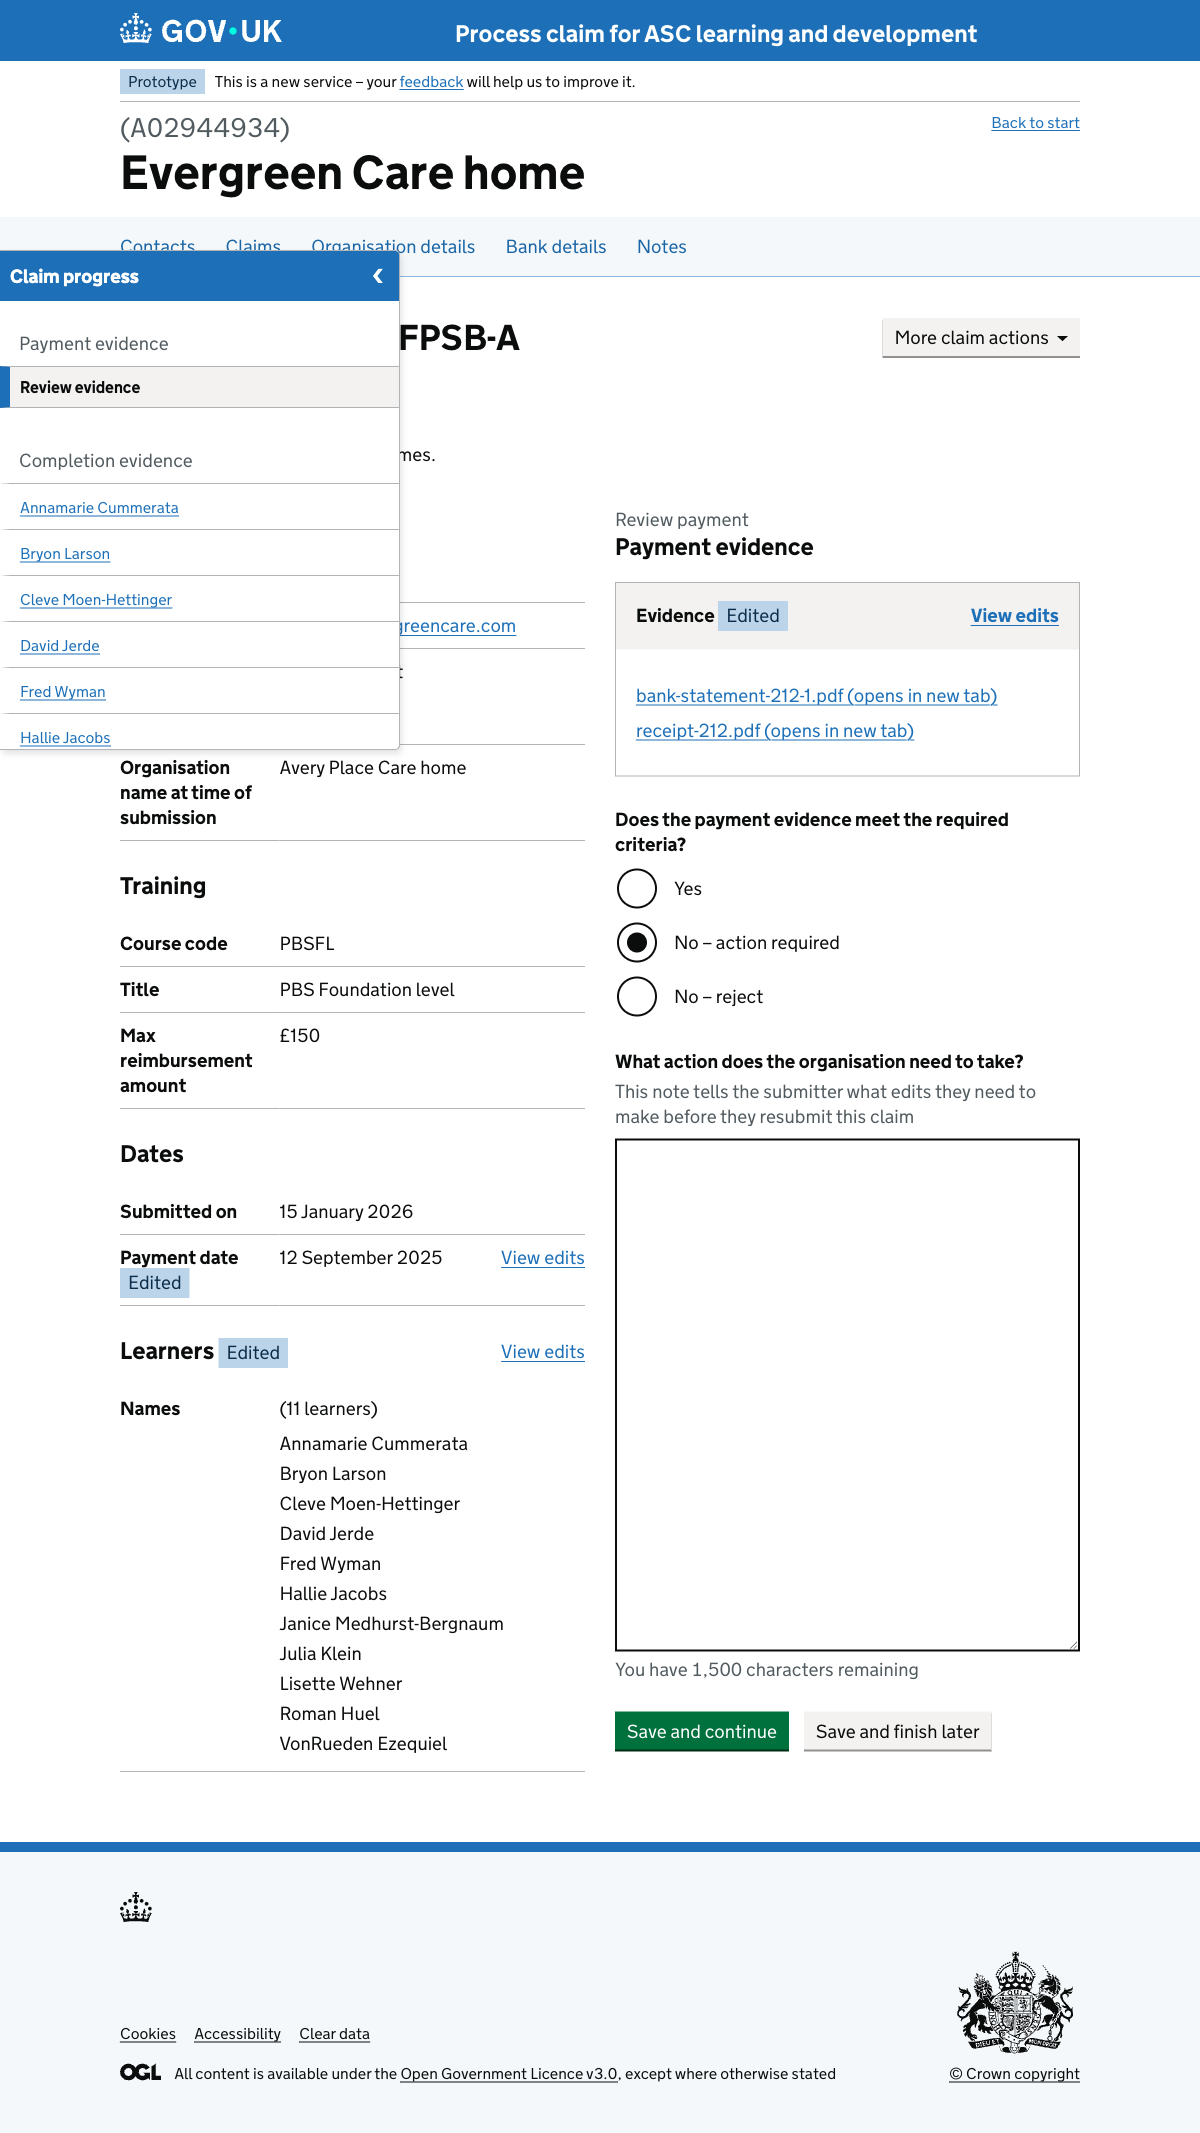 GOV·UK
Process claim for ASC learning and development
Prototype This is a new service – your feedback will help us to improve it.
(A02944934)
Back to start
Evergreen Care home
Contacts Claims Organisation details Bank details Notes
Claim progress
Payment evidence
Review evidence
Completion evidence
Annamarie Cummerata
Bryon Larson
Cleve Moen-Hettinger
David Jerde
Fred Wyman
Hallie Jacobs
FPSB-A
More claim actions
mes.
greencare.com
Organisation name at time of submission
Avery Place Care home
Training
Course code PBSFL
Title PBS Foundation level
Max reimbursement amount
£150
Dates
Submitted on 15 January 2026
Payment date 12 September 2025 View edits
Edited
Learners Edited View edits
Names (11 learners)
Annamarie Cummerata
Bryon Larson
Cleve Moen-Hettinger
David Jerde
Fred Wyman
Hallie Jacobs
Janice Medhurst-Bergnaum
Julia Klein
Lisette Wehner
Roman Huel
VonRueden Ezequiel
Review payment
Payment evidence
Evidence Edited View edits
bank-statement-212-1.pdf (opens in new tab)
receipt-212.pdf (opens in new tab)
Does the payment evidence meet the required
criteria?
Yes
No – action required
No – reject
What action does the organisation need to take?
This note tells the submitter what edits they need to
make before they resubmit this claim
You have 1,500 characters remaining
Save and continue Save and finish later
Cookies Accessibility Clear data
OGL All content is available under the Open Government Licence v3.0, except where otherwise stated
© Crown copyright